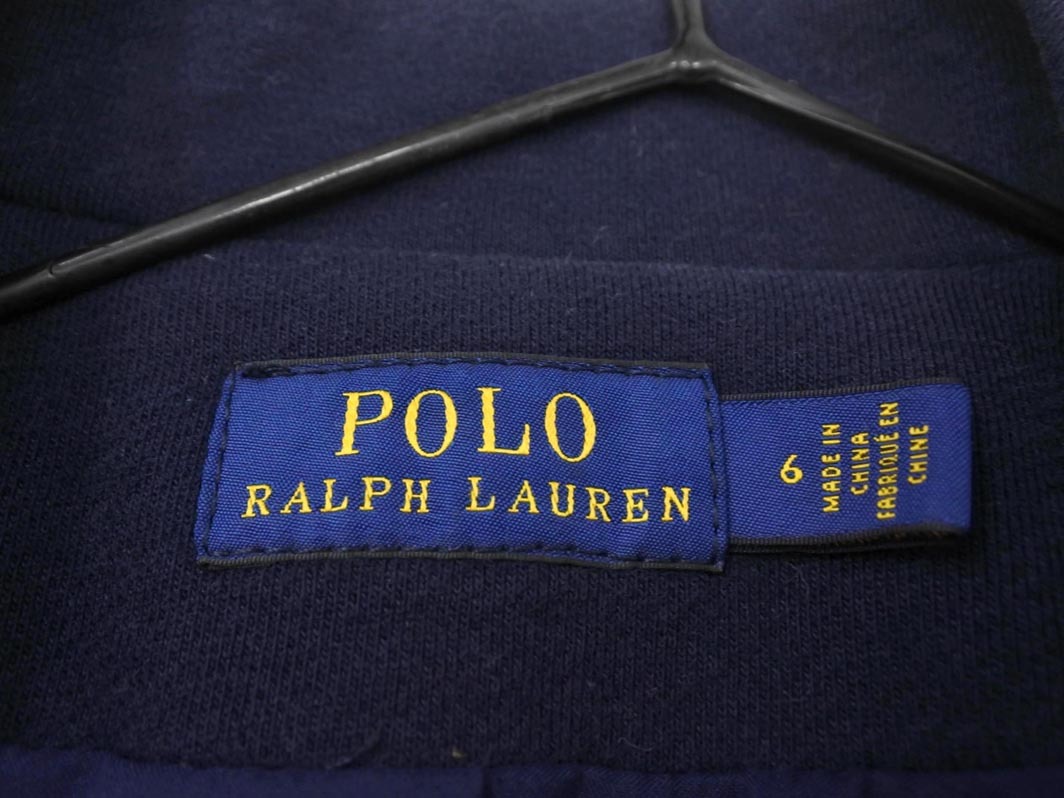 POLO
RALPH LAUREN
6
MADE IN
CHINA
FABRIQUÉ EN
CHINE